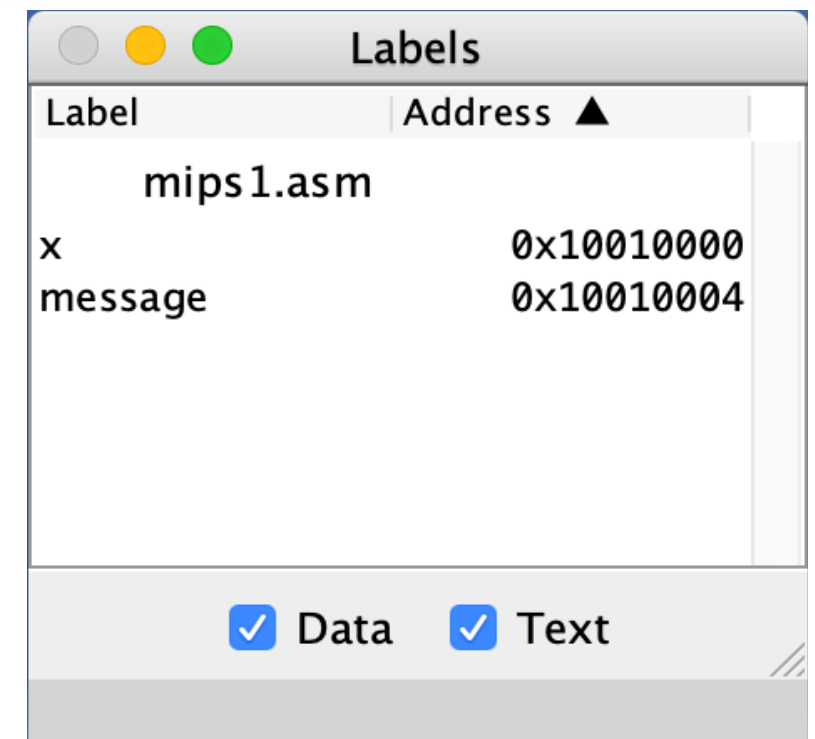 Labels
Label Address ▲
mips1.asm
x 0x10010000
message 0x10010004
Data Text